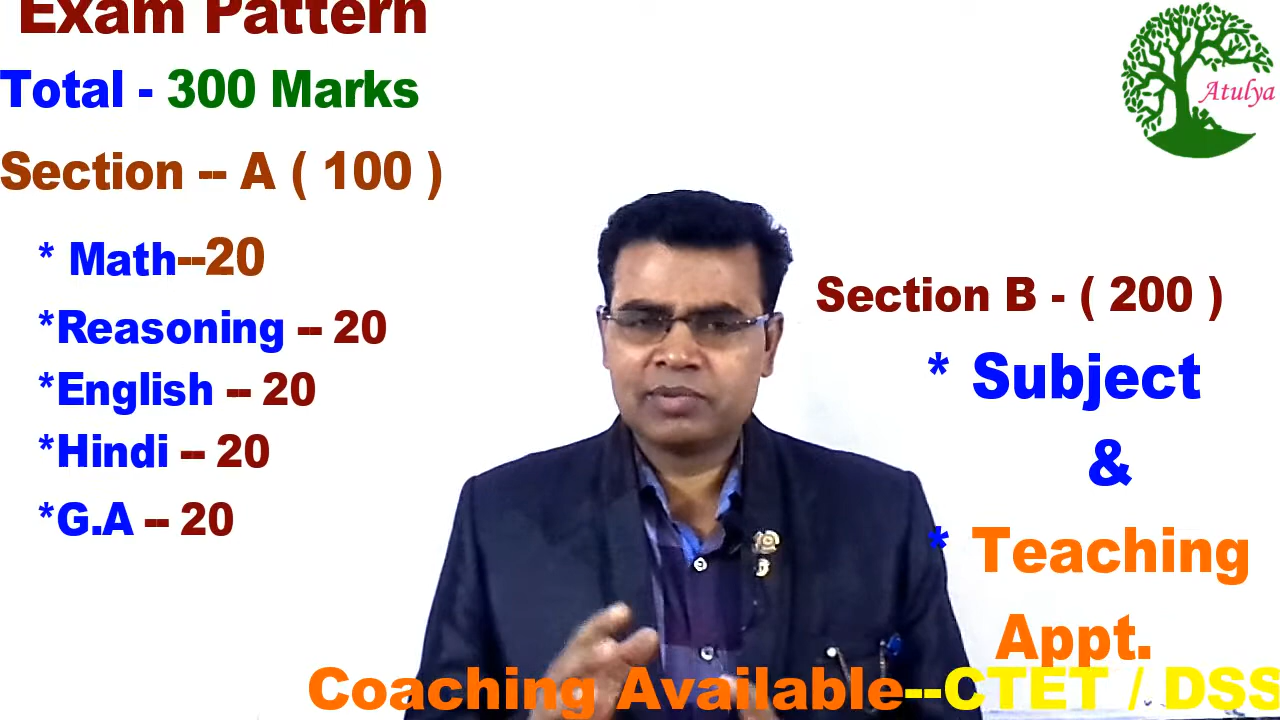 Exam Pattern
Total - 300 Marks
Section -- A ( 100 )
* Math--20
*Reasoning -- 20
*English -- 20
*Hindi -- 20
*G.A -- 20
Atulya
Section B - ( 200 )
* Subject
&
* Teaching
Appt.
Coaching Available--CTET / DSS